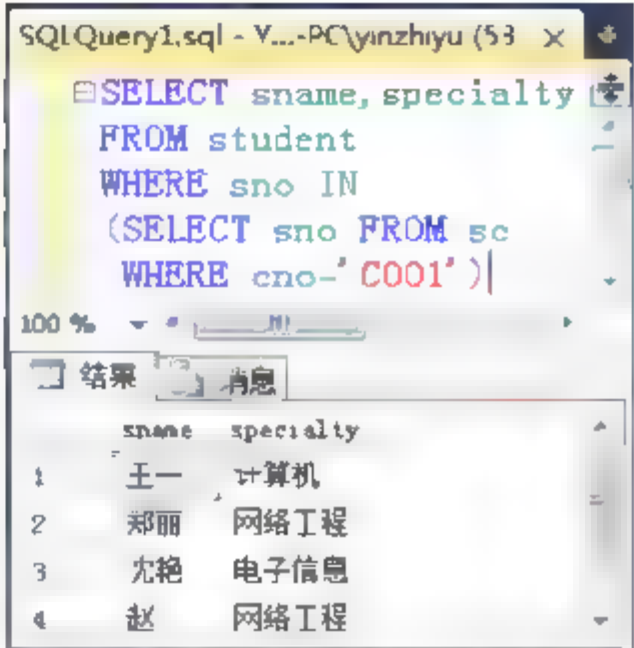 SQLQuery1.sql - Y...-PC\yinzhiyu (53
SELECT sname,specialty
FROM student
WHERE sno IN
(SELECT sno FROM sc
WHERE cno='C001')
100 %
结果 消息
sname specialty
1 王一 计算机
2 郑丽 网络工程
3 沈艳 电子信息
4 赵 网络工程